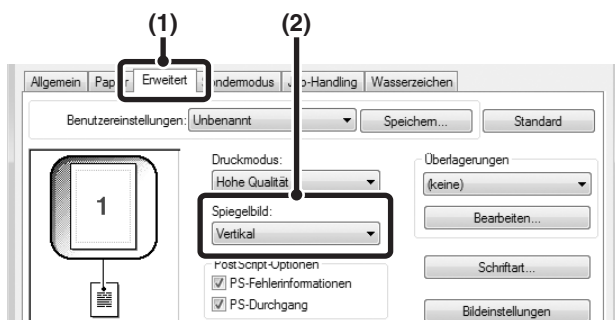 (1) (2)
Allgemein Erweitert Wasserzeichen
Benutzereinstellungen: Unbenannt Speichern... Standard
Druckmodus: Überlagerungen
Hohe Qualität (keine)
1
Spiegelbild: Bearbeiten...
Vertikal
PostScript-Optionen Schriftart...
PS-Fehlerinformationen
PS-Durchgang Bildeinstellungen